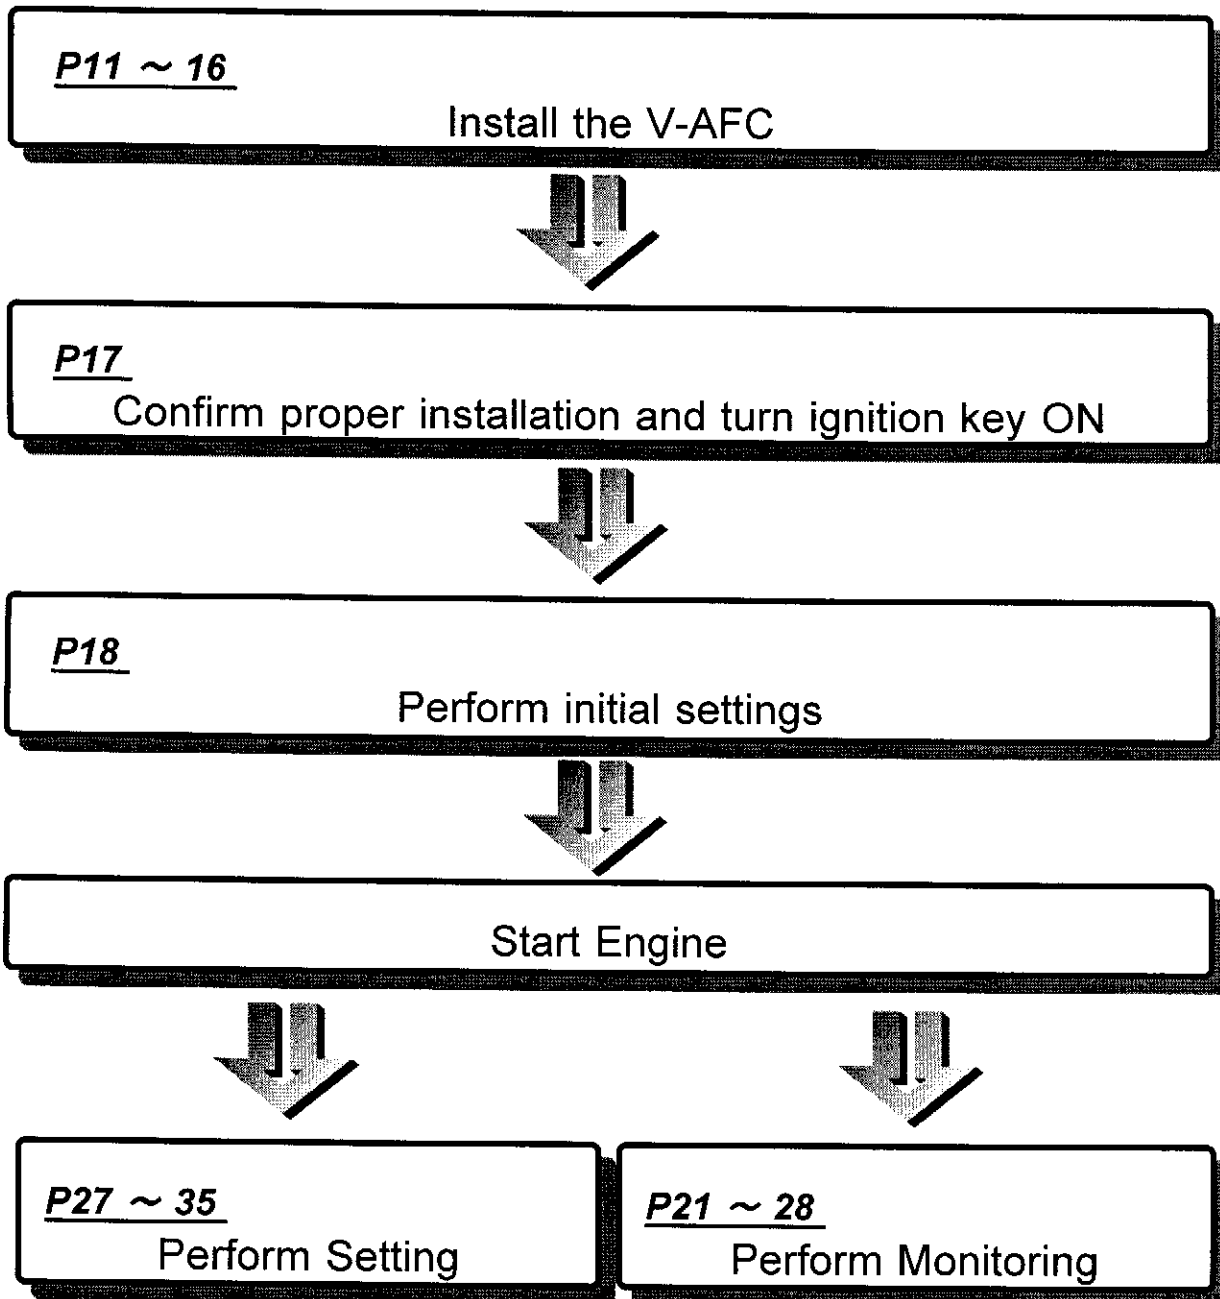 P11 ～ 16
Install the V-AFC
P17
Confirm proper installation and turn ignition key ON
P18
Perform initial settings
Start Engine
P27 ～ 35
Perform Setting
P21 ～ 28
Perform Monitoring